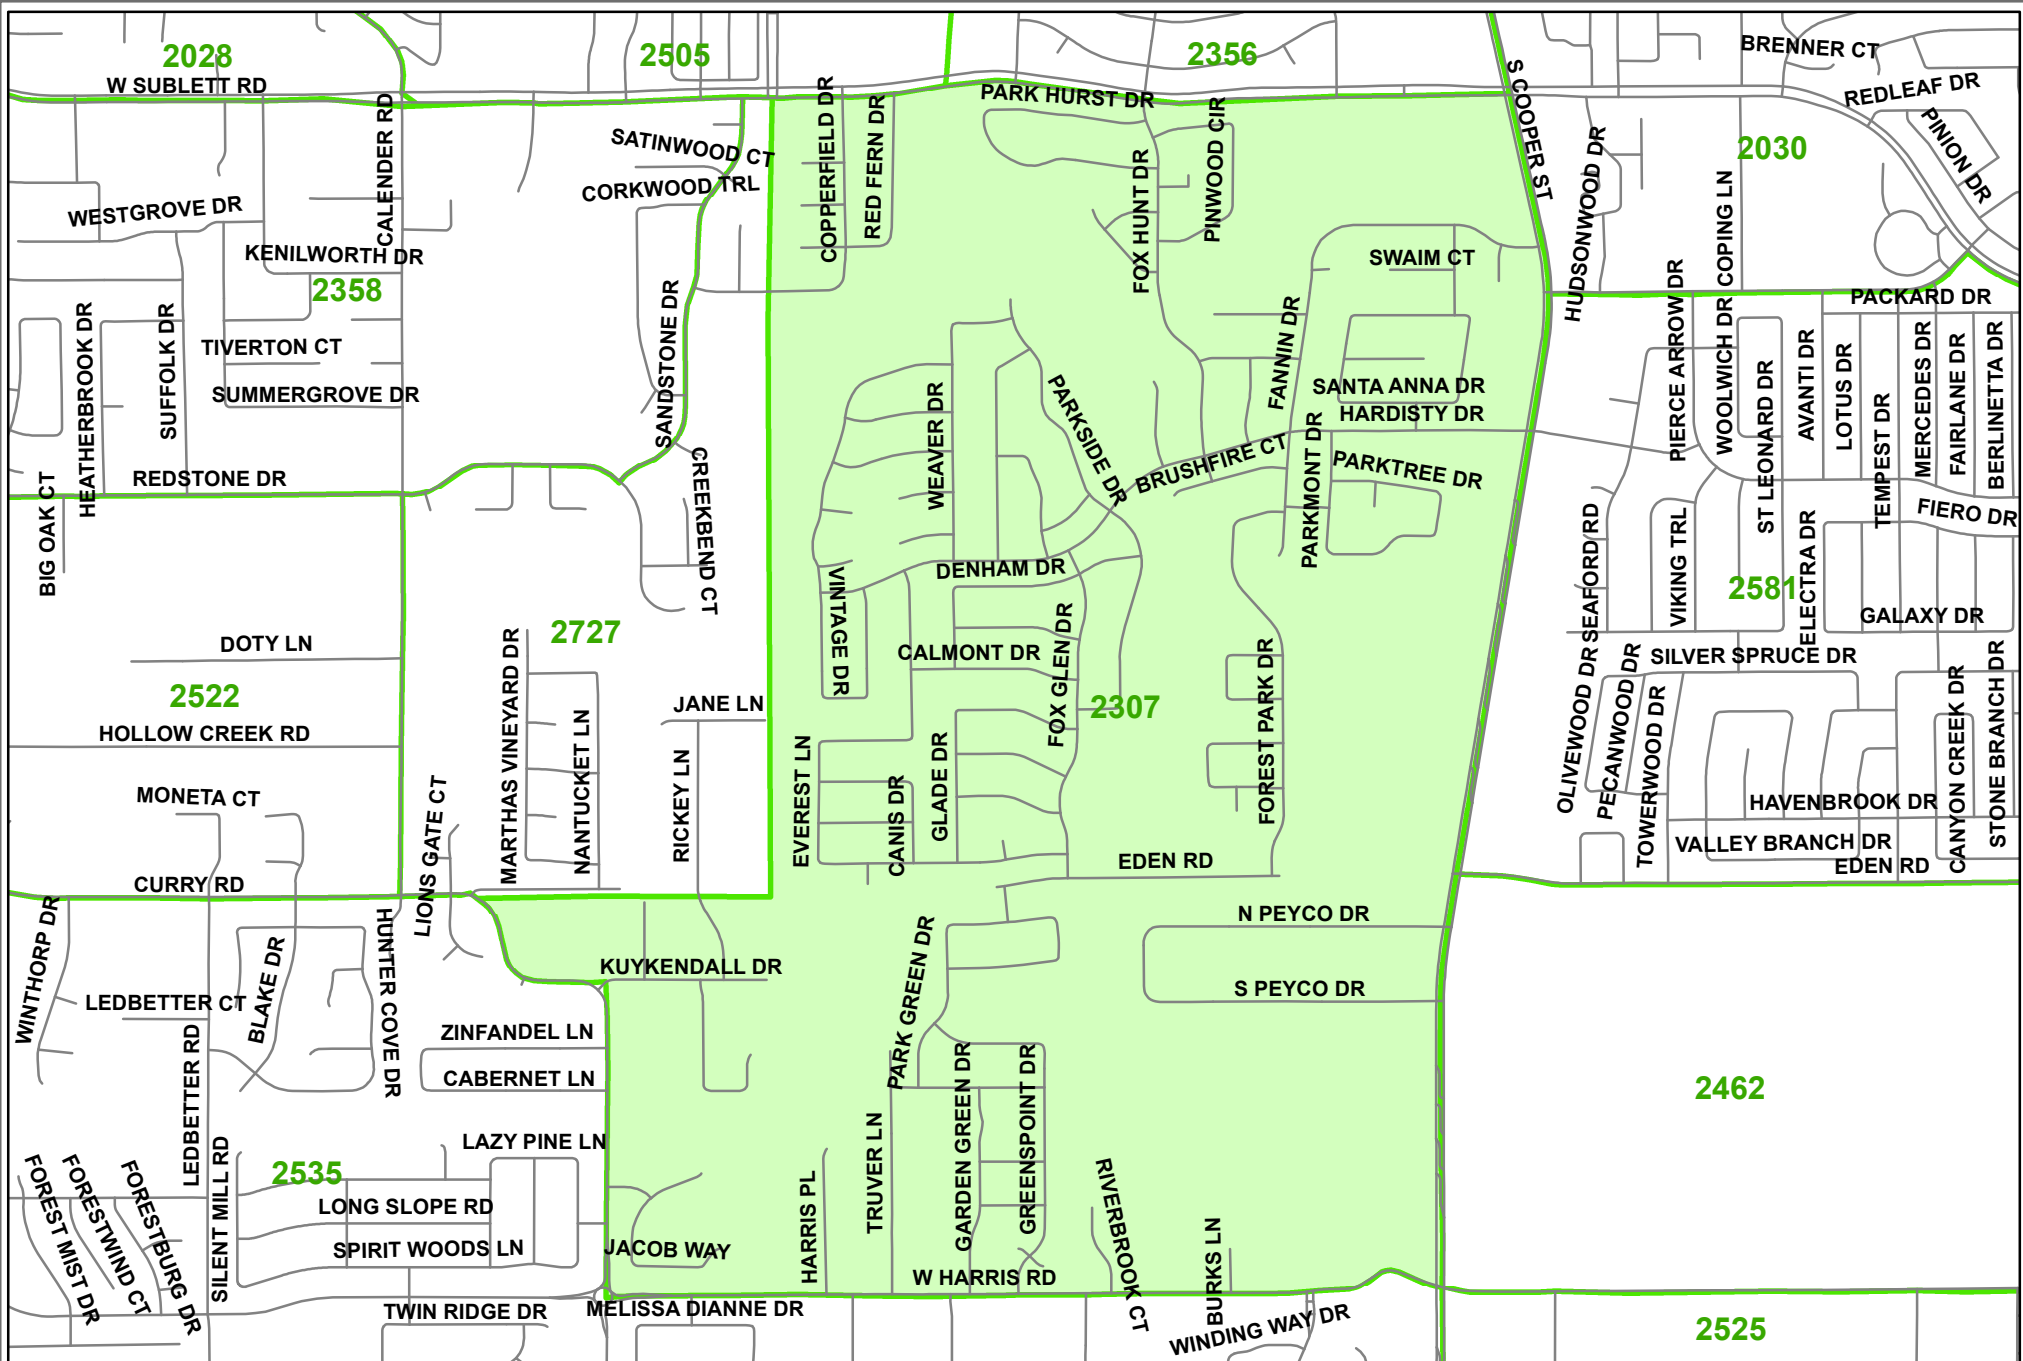 2028
2505
2356
BRENNER CT
W SUBLETT RD
PARK HURST DR
S COOPER ST
REDLEAF DR
PINION DR
CALENDER RD
SATINWOOD CT
CORKWOOD TRL
COPPERFIELD DR
RED FERN DR
FOX HUNT DR
PINWOOD CIR
HUDSONWOOD DR
2030
COPING LN
WESTGROVE DR
KENILWORTH DR
2358
SWAIM CT
PACKARD DR
HEATHERBROOK DR
SUFFOLK DR
TIVERTON CT
SUMMERGROVE DR
SANDSTONE DR
WEAVER DR
PARKSIDE DR
FANNIN DR
SANTA ANNA DR
HARDISTY DR
PIERCE ARROW DR
WOOLWICH DR
ST LEONARD DR
AVANTI DR
LOTUS DR
TEMPEST DR
MERCEDES DR
FAIRLANE DR
BERLINETTA DR
REDSTONE DR
BIG OAK CT
CREEKBEND CT
BRUSHFIRE CT
PARKMONT DR
PARKTREE DR
FIERO DR
SEAFORD RD
VIKING TRL
2581
ELECTRA DR
GALAXY DR
DENHAM DR
VINTAGE DR
2727
DOTY LN
2522
HOLLOW CREEK RD
MARTHAS VINEYARD DR
NANTUCKET LN
JANE LN
RICKEY LN
CALMONT DR
FOX GLEN DR
2307
FOREST PARK DR
OLIVEWOOD DR
PECANWOOD DR
TOWERWOOD DR
SILVER SPRUCE DR
CANYON CREEK DR
STONE BRANCH DR
MONETA CT
LIONS GATE CT
EVEREST LN
CANIS DR
GLADE DR
HAVENBROOK DR
VALLEY BRANCH DR
EDEN RD
EDEN RD
CURRY RD
WINTHORP DR
BLAKE DR
HUNTER COVE DR
KUYKENDALL DR
PARK GREEN DR
N PEYCO DR
S PEYCO DR
LEDBETTER CT
LEDBETTER RD
ZINFANDEL LN
CABERNET LN
GARDEN GREEN DR
GREENSPOINT DR
2462
LAZY PINE LN
2535
FOREST MIST DR
FORESTWIND CT
FORESTBURG DR
SILENT MILL RD
LONG SLOPE RD
SPIRIT WOODS LN
JACOB WAY
HARRIS PL
TRUVER LN
W HARRIS RD
RIVERBROOK CT
BURKS LN
TWIN RIDGE DR
MELISSA DIANNE DR
WINDING WAY DR
2525